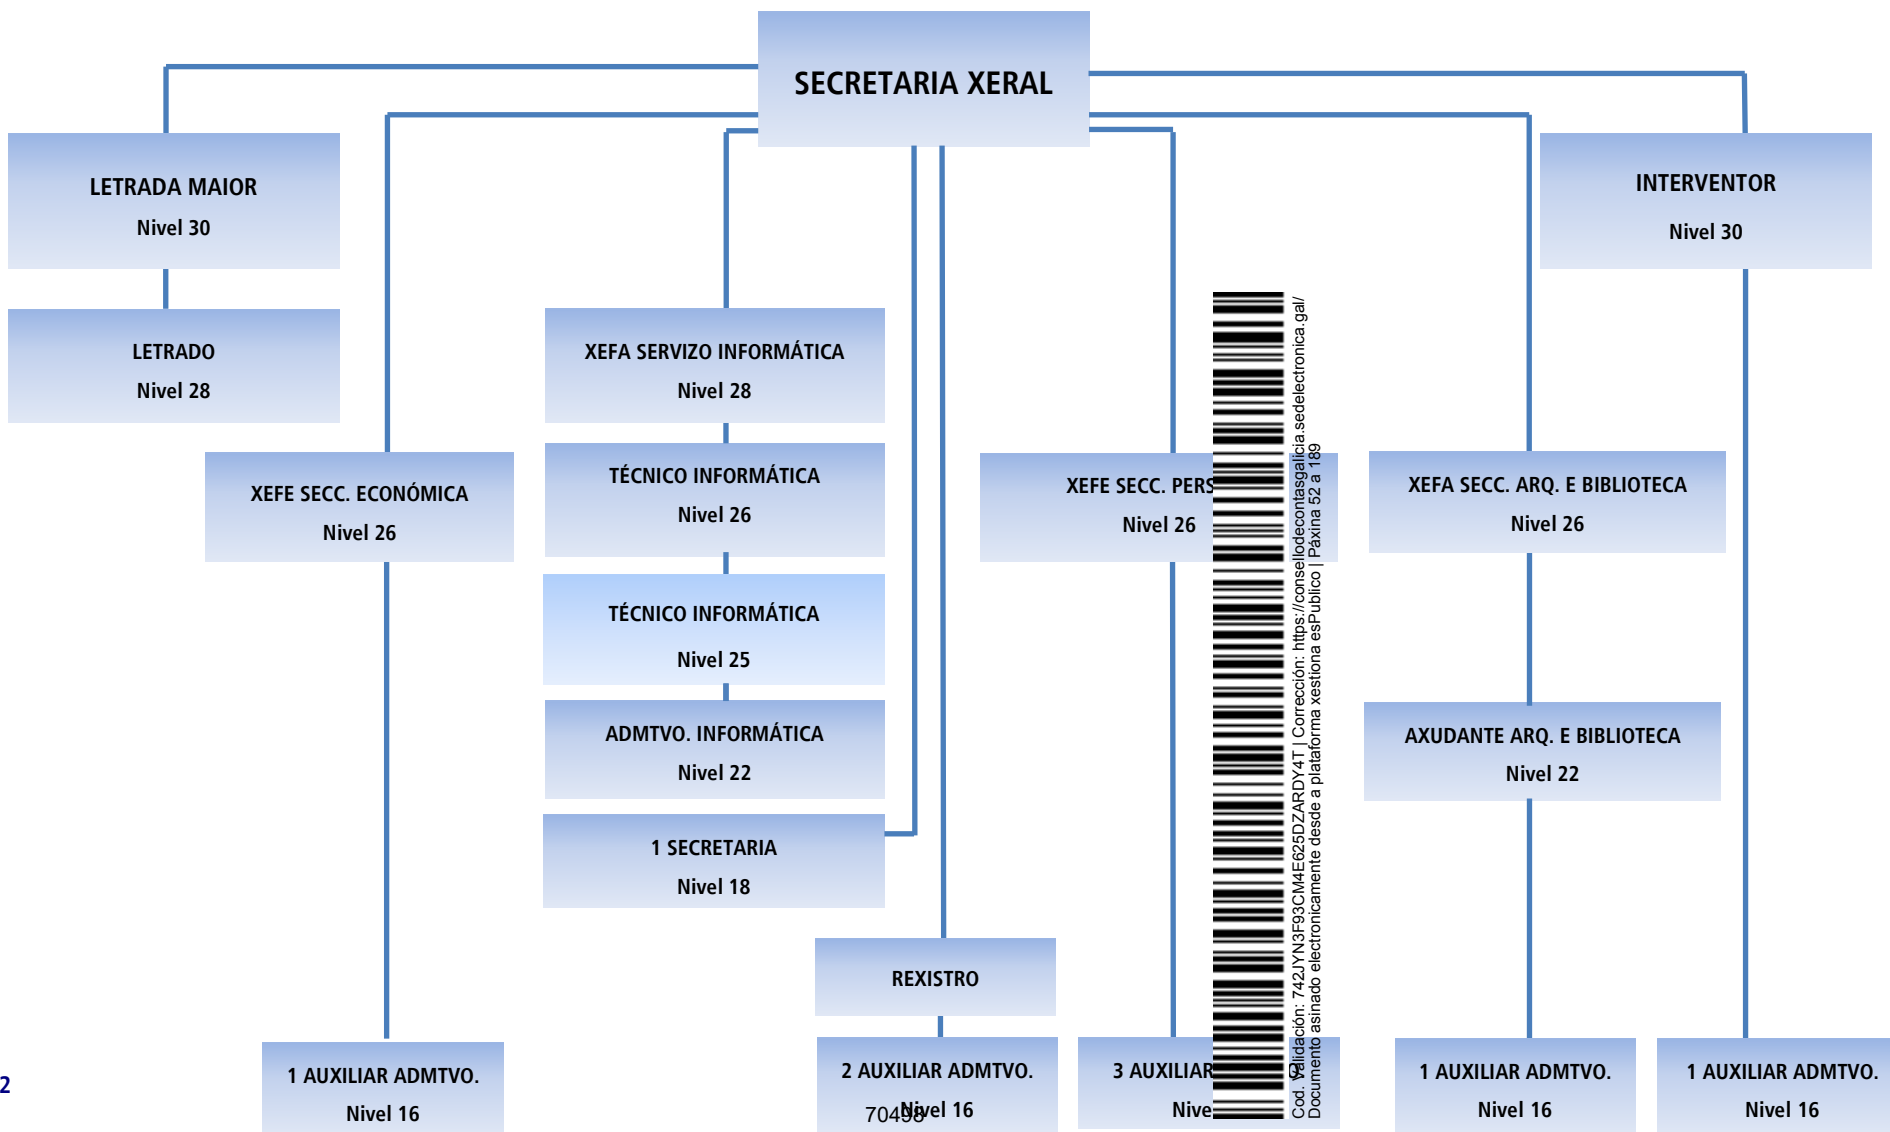 SECRETARIA XERAL
LETRADA MAIOR
Nivel 30
INTERVENTOR
Nivel 30
LETRADO
Nivel 28
XEFA SERVIZO INFORMÁTICA
Nivel 28
XEFE SECC. ECONÓMICA
Nivel 26
TÉCNICO INFORMÁTICA
Nivel 26
XEFE SECC. PERS
Nivel 26
XEFA SECC. ARQ. E BIBLIOTECA
Nivel 26
TÉCNICO INFORMÁTICA
Nivel 25
ADMTVO. INFORMÁTICA
Nivel 22
AXUDANTE ARQ. E BIBLIOTECA
Nivel 22
1 SECRETARIA
Nivel 18
REXISTRO
1 AUXILIAR ADMTVO.
Nivel 16
2 AUXILIAR ADMTVO.
Nivel 16
3 AUXILIAR
Nive
1 AUXILIAR ADMTVO.
Nivel 16
1 AUXILIAR ADMTVO.
Nivel 16
2
70498
Cod. Validación: 742JYN3F93CM4E625DZARDY4T | Corrección: https://consellodecontasgalicia.sedelectronica.gal/
Documento asinado electronicamente desde a plataforma xestiona esPublico | Páxina 52 a 189